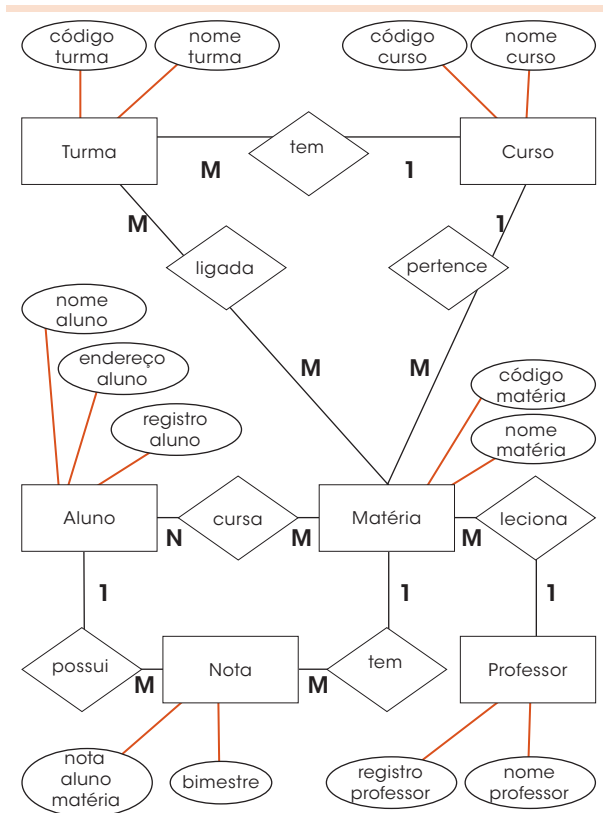 código
turma
nome
turma
código
curso
nome
curso
Turma
tem
Curso
M
1
M
1
ligada
pertence
nome
aluno
endereço
aluno
registro
aluno
M
M
código
matéria
nome
matéria
Aluno
cursa
Matéria
leciona
N
M
M
1
1
1
possui
Nota
tem
Professor
M
M
nota
aluno
matéria
bimestre
registro
professor
nome
professor